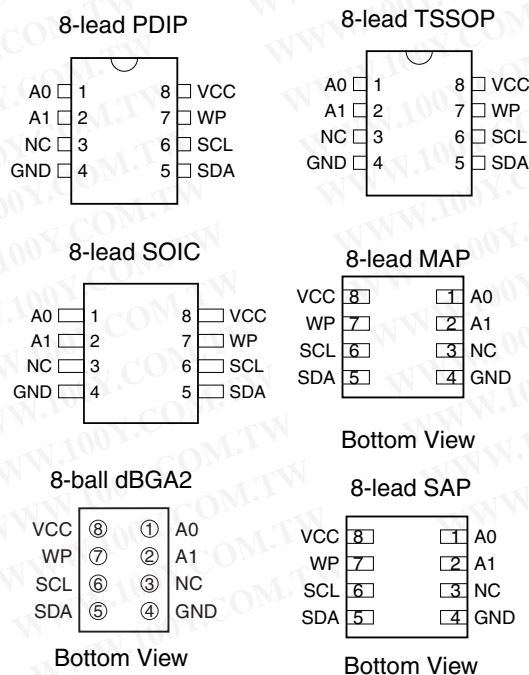 8-lead PDIP
A0 1 8 VCC
A1 2 7 WP
NC 3 6 SCL
GND 4 5 SDA
8-lead TSSOP
A0 1 8 VCC
A1 2 7 WP
NC 3 6 SCL
GND 4 5 SDA
8-lead SOIC
A0 1 8 VCC
A1 2 7 WP
NC 3 6 SCL
GND 4 5 SDA
8-lead MAP
VCC 8 1 A0
WP 7 2 A1
SCL 6 3 NC
SDA 5 4 GND
Bottom View
8-ball dBGA2
VCC 8 1 A0
WP 7 2 A1
SCL 6 3 NC
SDA 5 4 GND
Bottom View
8-lead SAP
VCC 8 1 A0
WP 7 2 A1
SCL 6 3 NC
SDA 5 4 GND
Bottom View
WWW.100Y.COM.TW